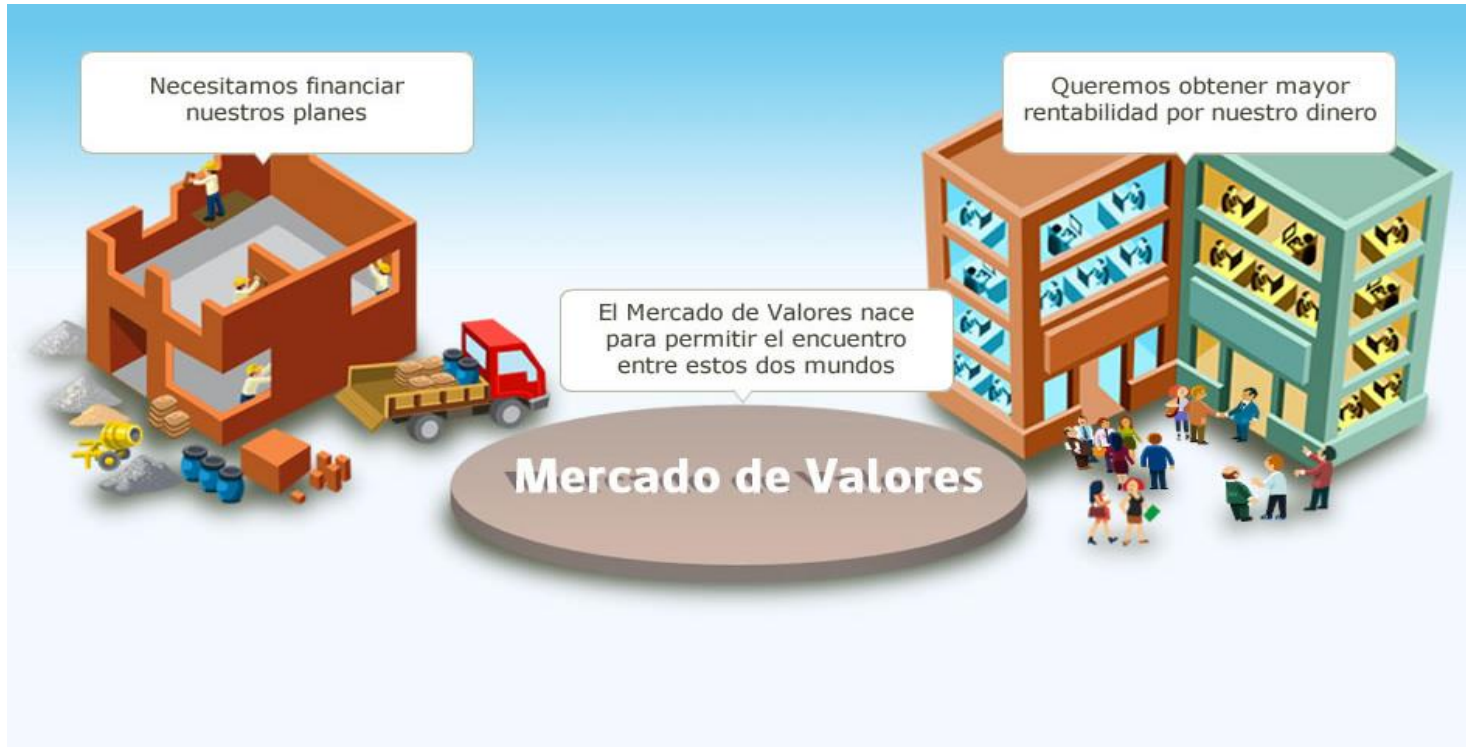 Necesitamos financiar
nuestros planes
Queremos obtener mayor
rentabilidad por nuestro dinero
El Mercado de Valores nace
para permitir el encuentro
entre estos dos mundos
Mercado de Valores